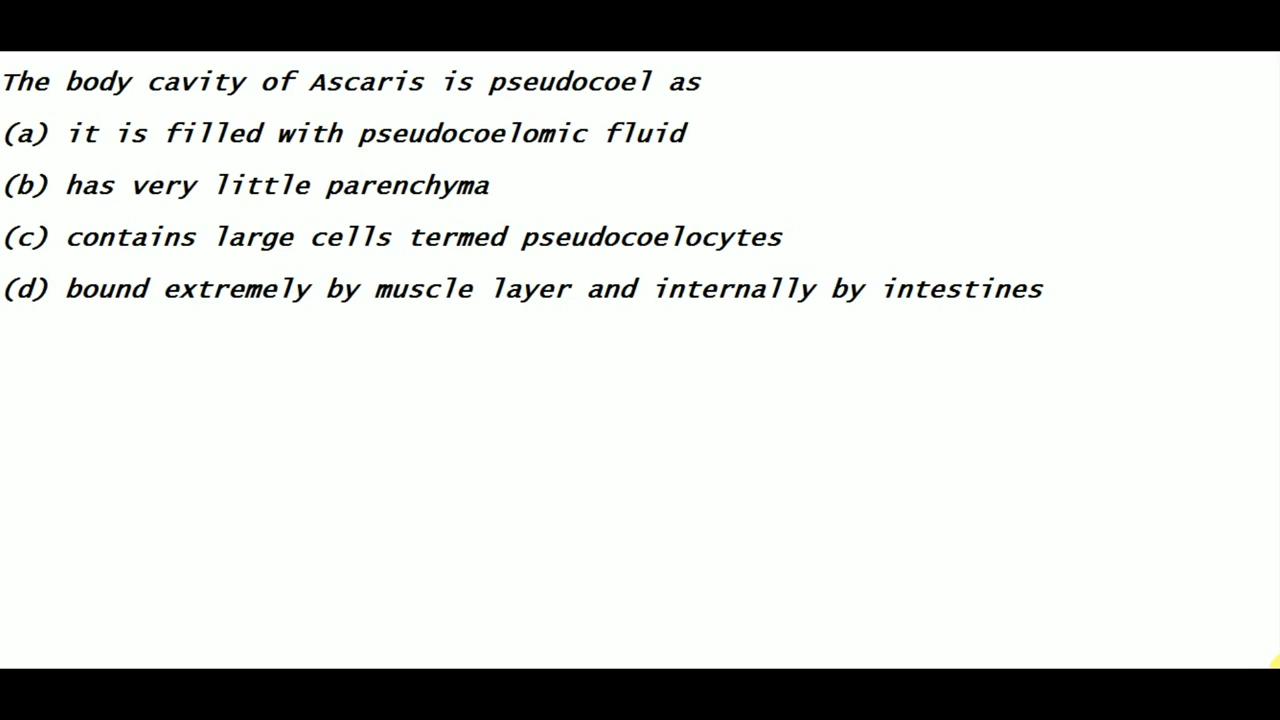 The body cavity of Ascaris is pseudocoel as
(a) it is filled with pseudocoelomic fluid
(b) has very little parenchyma
(c) contains large cells termed pseudocoelocytes
(d) bound extremely by muscle layer and internally by intestines